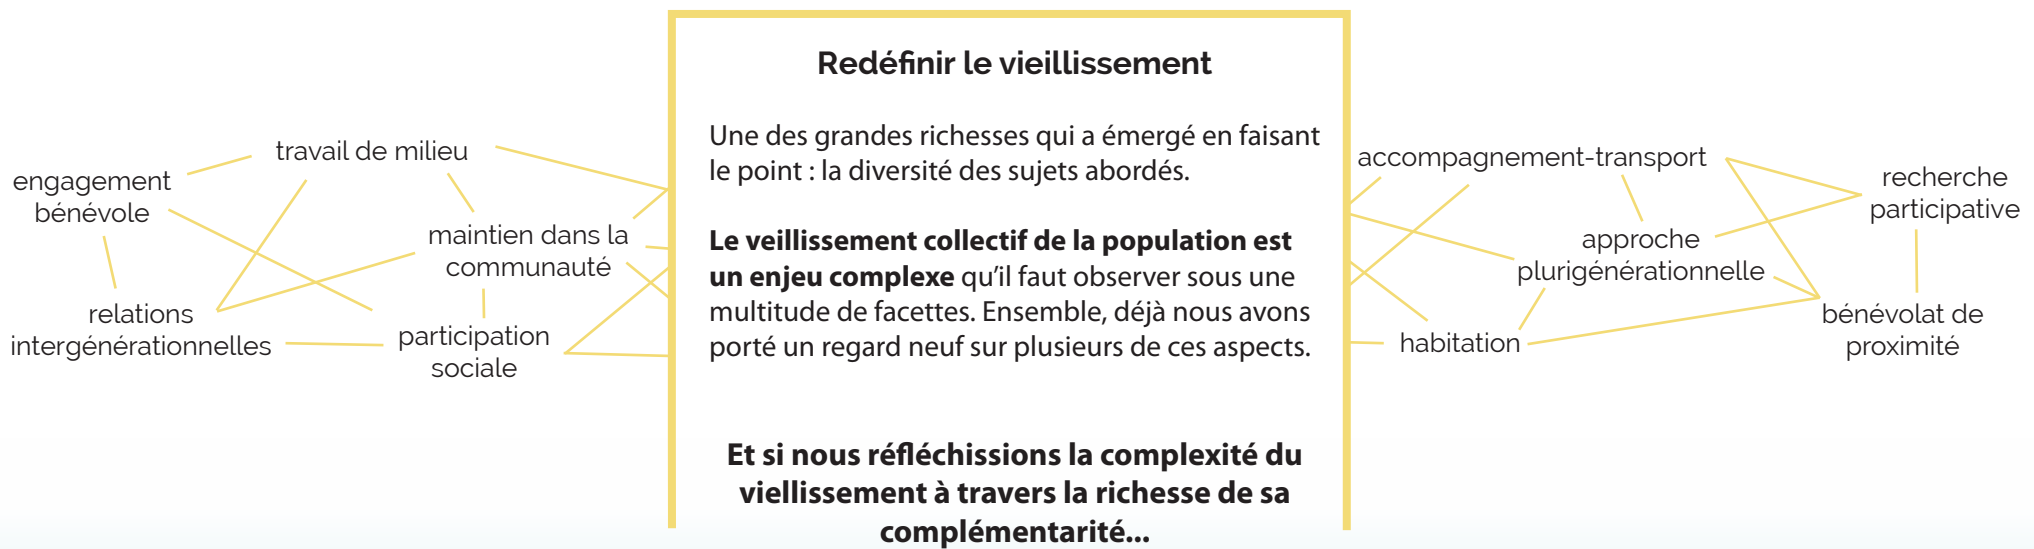 travail de milieu
engagement
bénévole
maintien dans la
communauté
relations
intergénérationnelles
participation
sociale
Redéfinir le vieillissement
Une des grandes richesses qui a émergé en faisant
le point : la diversité des sujets abordés.
Le veillissement collectif de la population est
un enjeu complexe qu'il faut observer sous une
multitude de facettes. Ensemble, déjà nous avons
porté un regard neuf sur plusieurs de ces aspects.
Et si nous réfléchissions la complexité du
viellissement à travers la richesse de sa
complémentarité...
accompagnement-transport
recherche
participative
approche
plurigénérationnelle
habitation
bénévolat de
proximité